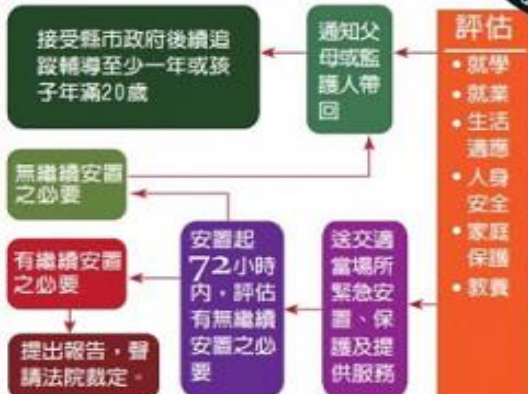 評估
• 就學
• 就業
• 生活
適應
• 人身
安全
• 家庭
保護
• 教養
通知父
母或監
護人帶
回
接受縣市政府後續追
蹤輔導至少一年或孩
子年滿20歲
無繼續安置
之必要
有繼續安置
之必要
提出報告，聲
請法院裁定。
安置起
72小時
內，評估
有無繼續
安置之必
要
送交適
當場所
緊急安
置、保
護及提
供服務